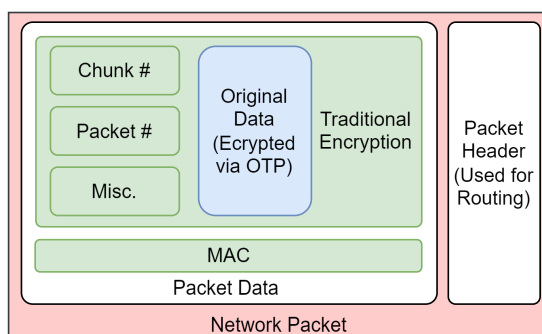 Chunk #
Packet #
Misc.
Original
Data
(Ecrypted
via OTP)
Traditional
Encryption
MAC
Packet Data
Packet
Header
(Used for
Routing)
Network Packet